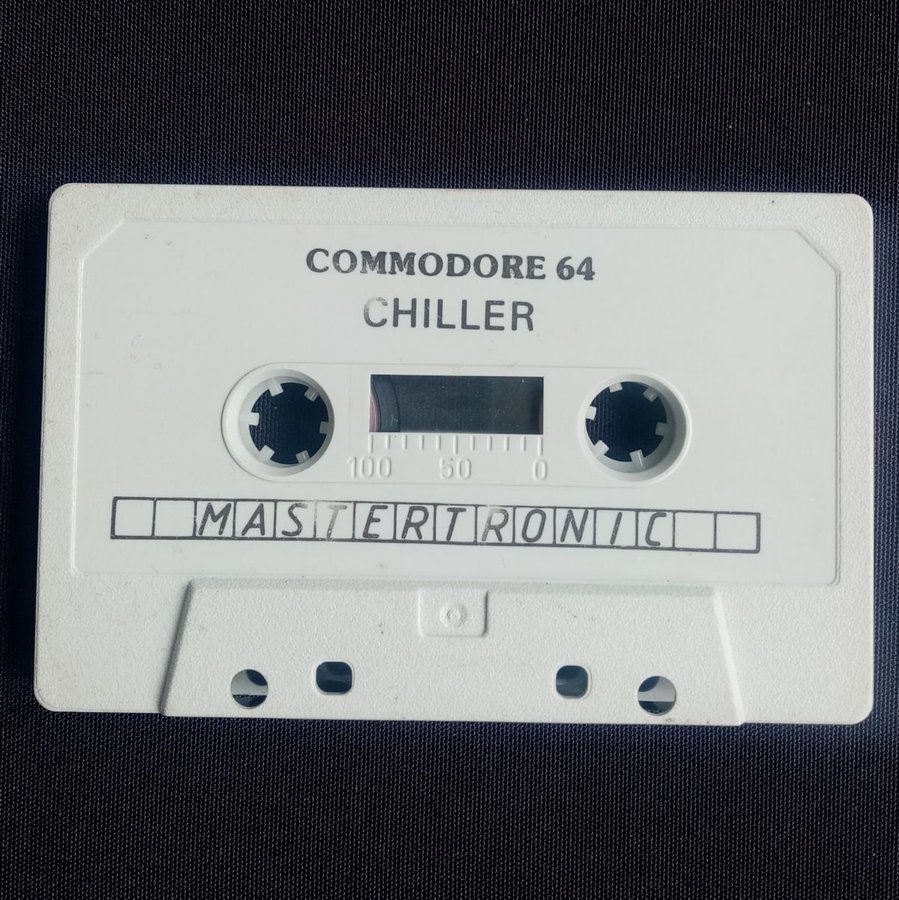 COMMODORE 64
CHILLER
100 50 0
MASTERTRONIC